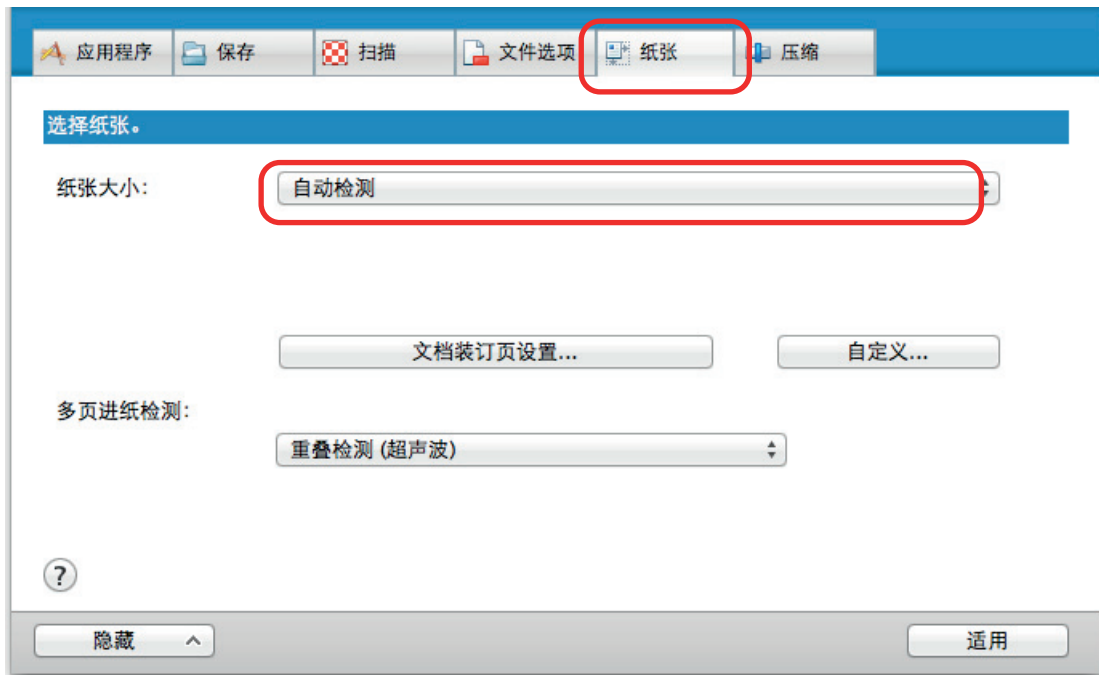 应用程序 保存 扫描 文件选项 纸张 压缩
选择纸张。
纸张大小: 自动检测
文档装订页设置... 自定义...
多页进纸检测:
重叠检测 (超声波)
?
隐藏 适用